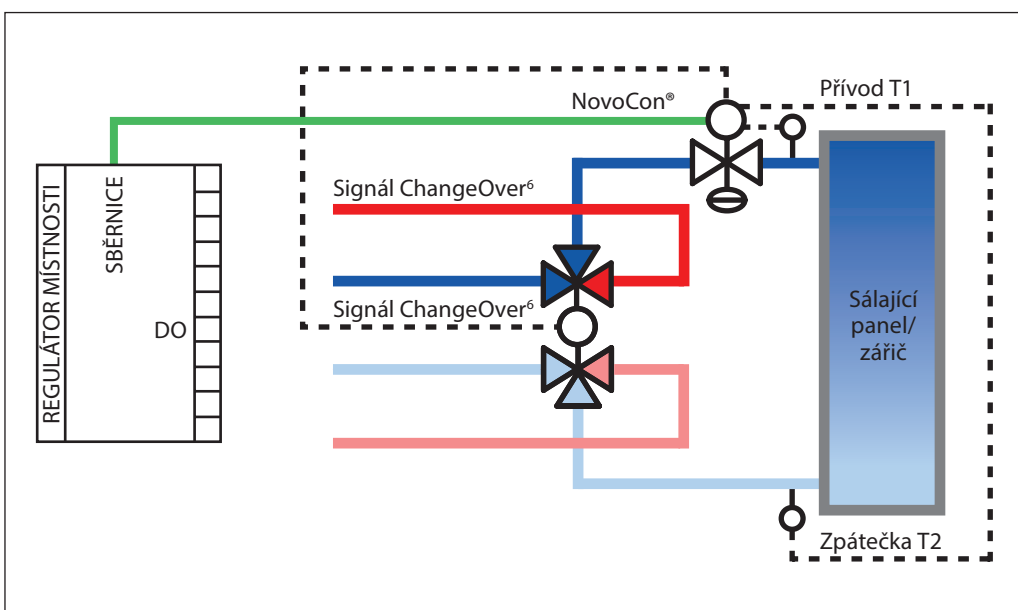 NovoCon®
Přívod T1
Signál ChangeOver⁶
Signál ChangeOver⁶
REGULÁTOR MÍSTNOSTI
SBĚRNICE
DO
Sálající
panel/
zářič
Zpátečka T2